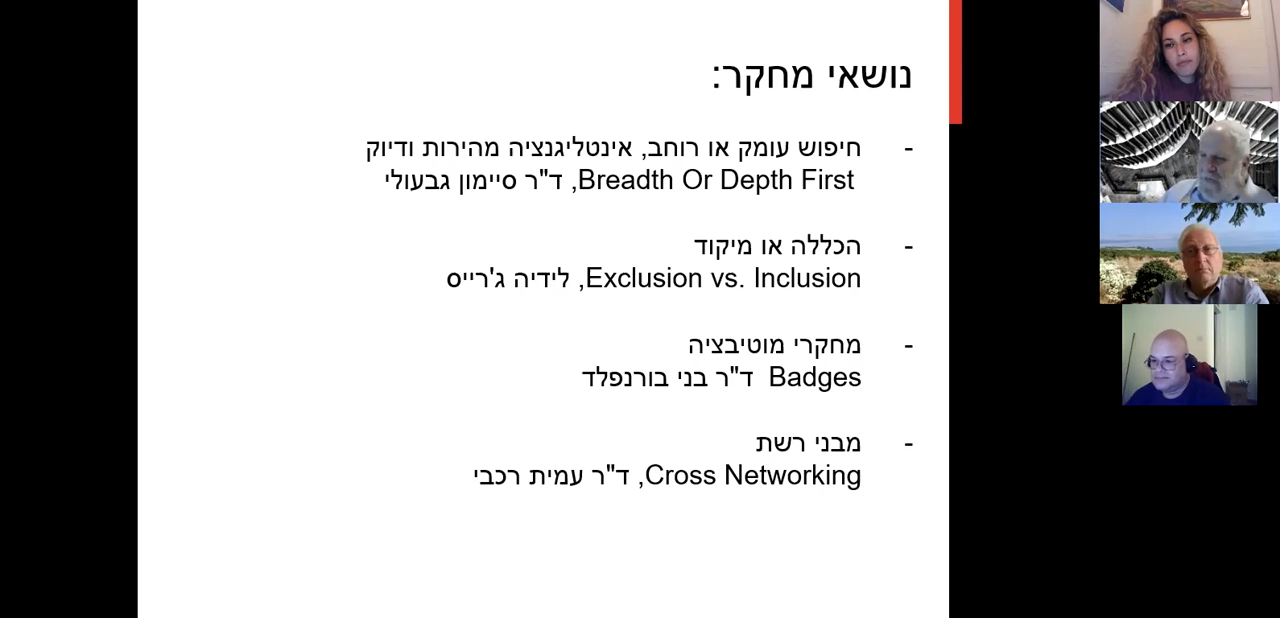 נושאי מחקר:
- חיפוש עומק או רוחב, אינטליגנציה מהירות ודיוק
Breadth Or Depth First, ד"ר סיימון גבעולי
- הכללה או מיקוד
Exclusion vs. Inclusion, לידיה ג'רייס
- מחקרי מוטיבציה
Badges ד"ר בני בורנפלד
- מבני רשת
Cross Networking, ד"ר עמית רכבי